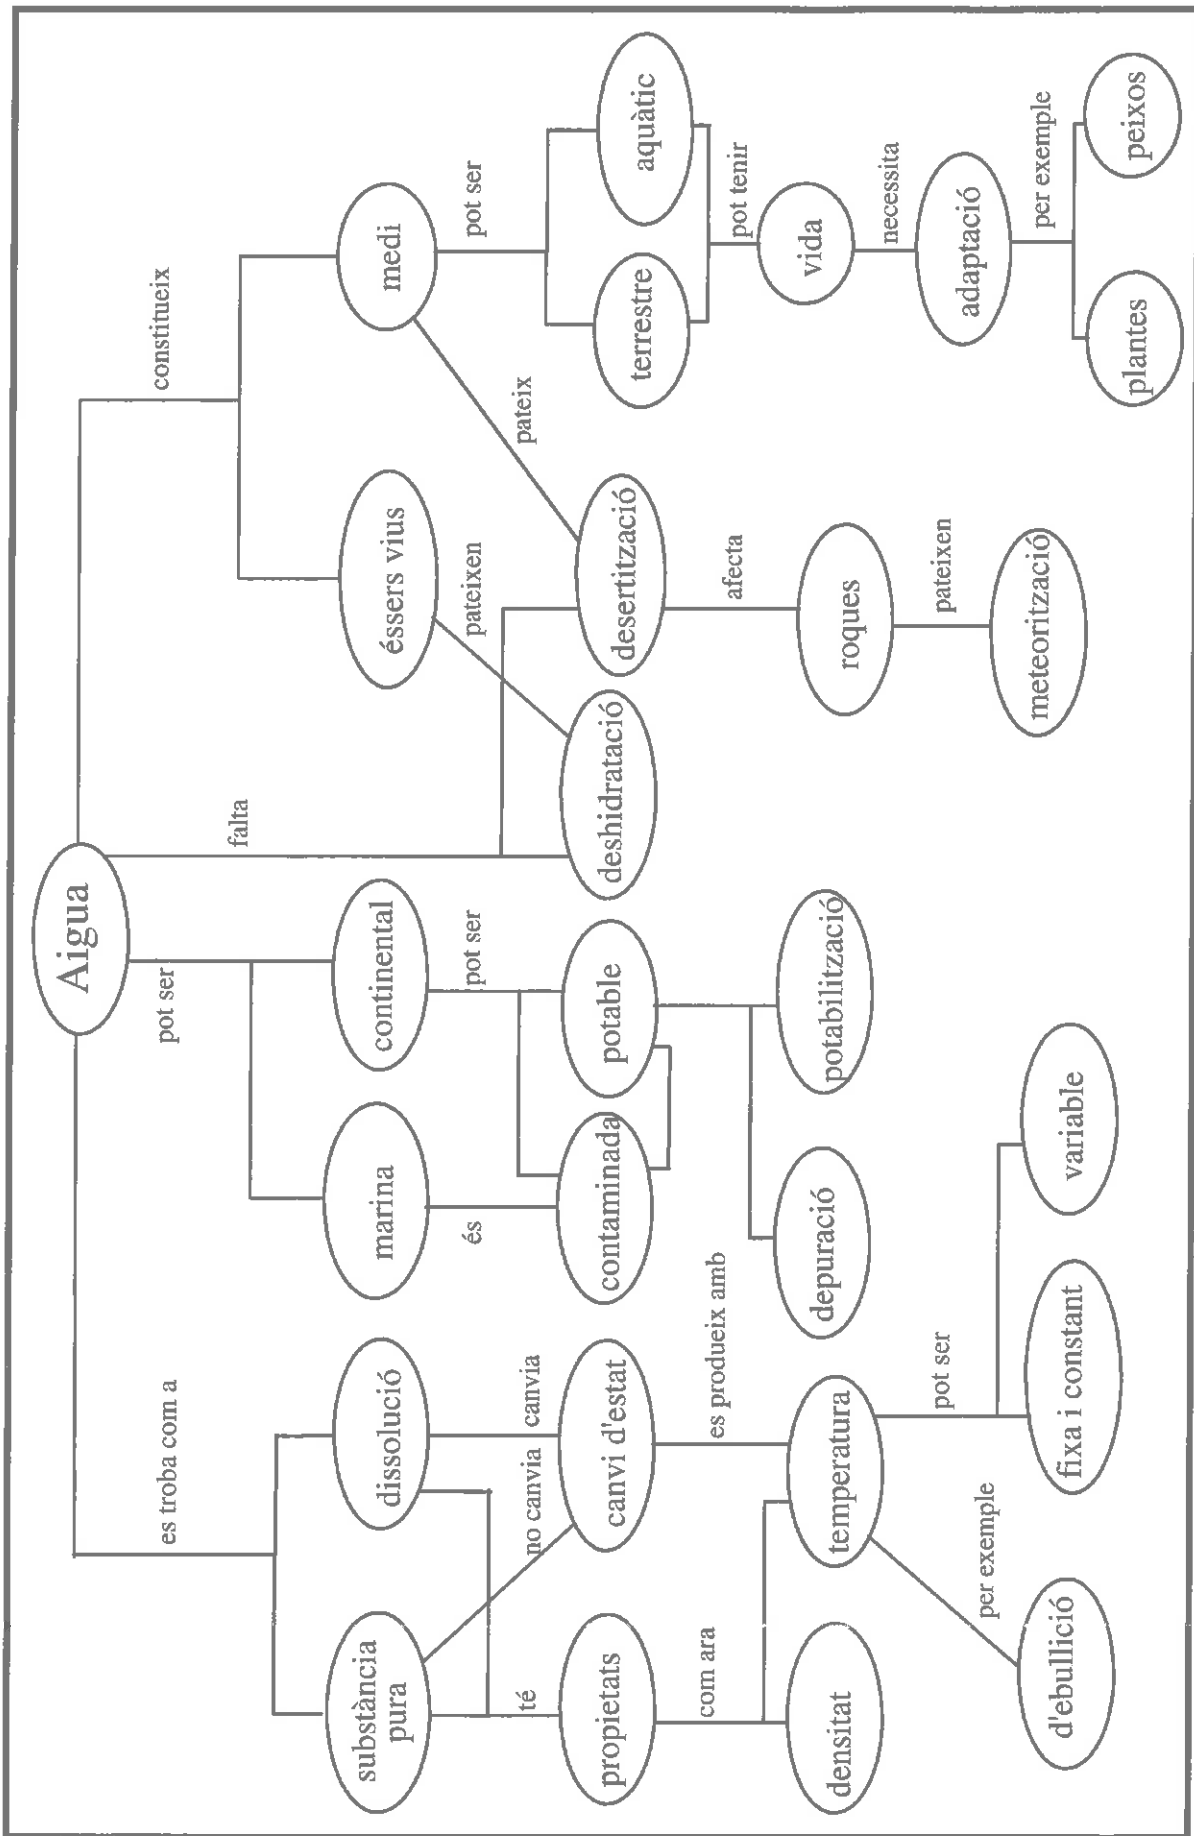 Aigua
es troba com a
pot ser
falta
constitueix
substància
pura
dissolució
marina
continental
éssers vius
medi
té
no canvia
canvia
és
pot ser
pateixen
pateix
pot ser
propietats
canvi d'estat
contaminada
potable
deshidratació
desertització
terrestre
aquàtic
com ara
es produeix amb
afecta
pot tenir
densitat
temperatura
depuració
potabilització
roques
vida
per exemple
pot ser
pateixen
necessita
d'ebullició
fixa i constant
variable
meteorització
adaptació
per exemple
plantes
peixos